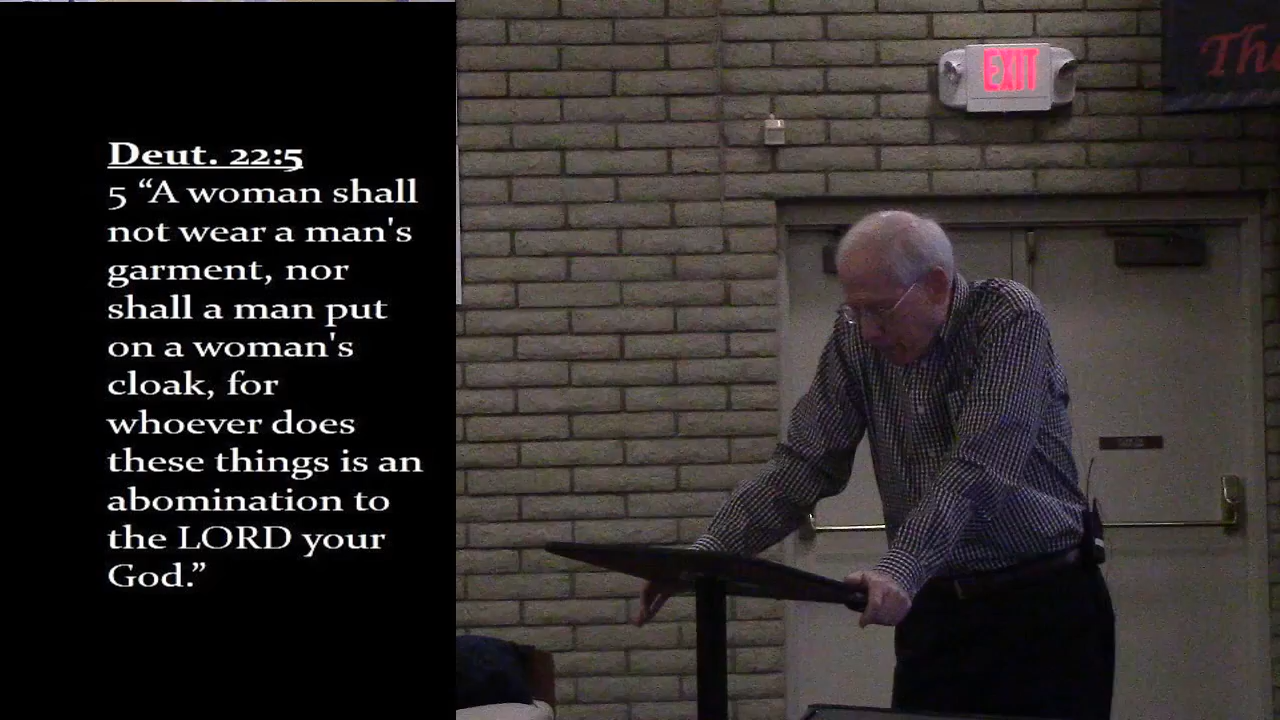 Deut. 22:5
5 “A woman shall
not wear a man's
garment, nor
shall a man put
on a woman's
cloak, for
whoever does
these things is an
abomination to
the LORD your
God.”
EXIT